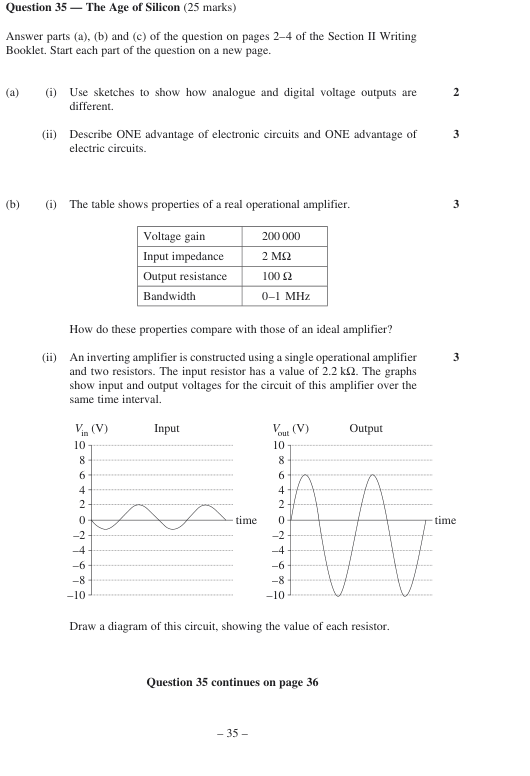 Question 35 — The Age of Silicon (25 marks)
Answer parts (a), (b) and (c) of the question on pages 2–4 of the Section II Writing
Booklet. Start each part of the question on a new page.
(a) (i) Use sketches to show how analogue and digital voltage outputs are 2
different.
(ii) Describe ONE advantage of electronic circuits and ONE advantage of 3
electric circuits.
(b) (i) The table shows properties of a real operational amplifier. 3
Voltage gain 200 000
Input impedance 2 MΩ
Output resistance 100 Ω
Bandwidth 0–1 MHz
How do these properties compare with those of an ideal amplifier?
(ii) An inverting amplifier is constructed using a single operational amplifier 3
and two resistors. The input resistor has a value of 2.2 kΩ. The graphs
show input and output voltages for the circuit of this amplifier over the
same time interval.
Vin (V) Input
10
8
6
4
2
0 time
–2
–4
–6
–8
–10
Vout (V) Output
10
8
6
4
2
0 time
–2
–4
–6
–8
–10
Draw a diagram of this circuit, showing the value of each resistor.
Question 35 continues on page 36
– 35 –